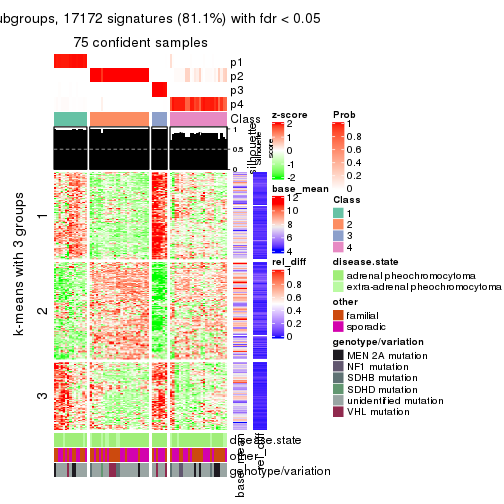 ubgroups, 17172 signatures (81.1%) with fdr < 0.05
75 confident samples
p1
p2
p3
p4
Class
silhouette
1
0.5
0
Silhouette
score
k-means with 3 groups
1
2
3
z-score
2
1
0
-1
-2
base_mean
12
10
8
6
4
rel_diff
1
0.8
0.6
0.4
0.2
0
Prob
1
0.8
0.6
0.4
0.2
0
Class
1
2
3
4
disease.state
adrenal pheochromocytoma
extra-adrenal pheochromocytoma
other
familial
sporadic
genotype/variation
MEN 2A mutation
NF1 mutation
SDHB mutation
SDHD mutation
unidentified mutation
VHL mutation
disease.state
other
genotype/variation
base_mean
rel_diff